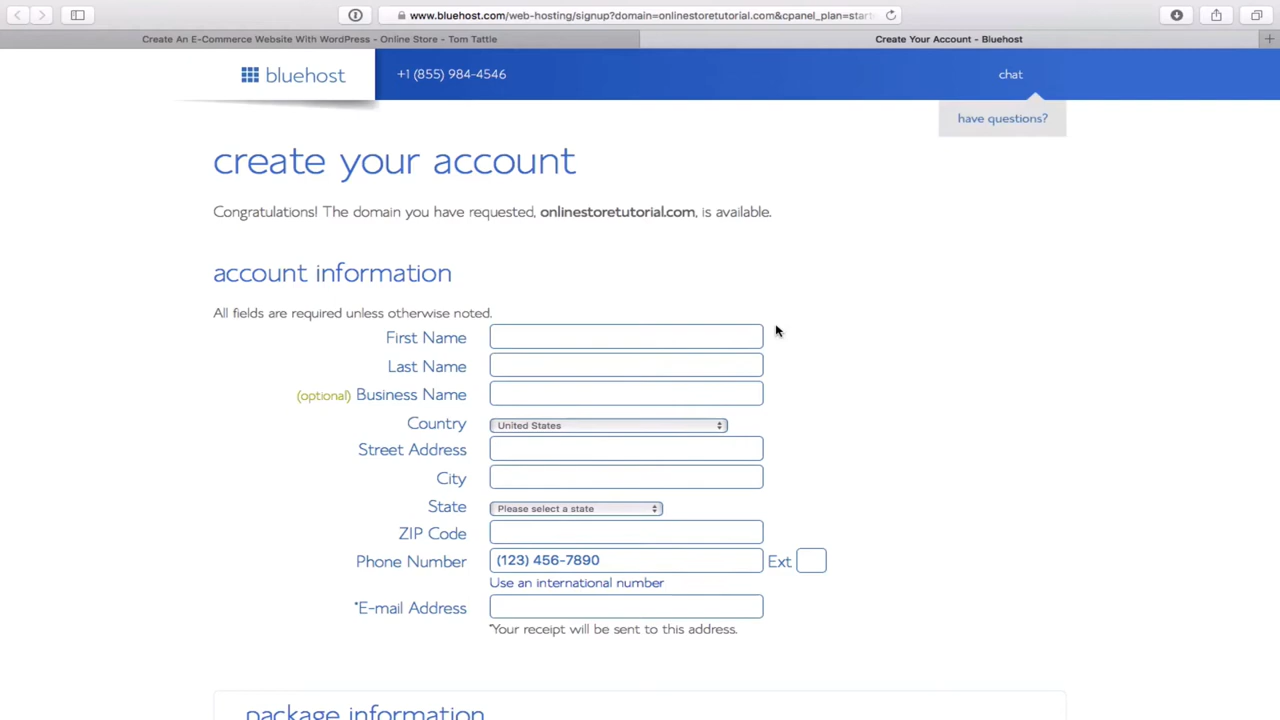 www.bluehost.com/web-hosting/signup?domain=onlinestoretutorial.com&cpanel_plan=star
Create An E-Commerce Website With WordPress - Online Store - Tom Tattle
Create Your Account - Bluehost
bluehost
+1 (855) 984-4546
chat
have questions?
create your account
Congratulations! The domain you have requested, onlinestoretutorial.com, is available.
account information
All fields are required unless otherwise noted.
First Name
Last Name
(optional) Business Name
Country United States
Street Address
City
State Please select a state
ZIP Code
Phone Number (123) 456-7890 Ext
Use an international number
*E-mail Address
*Your receipt will be sent to this address.
package information